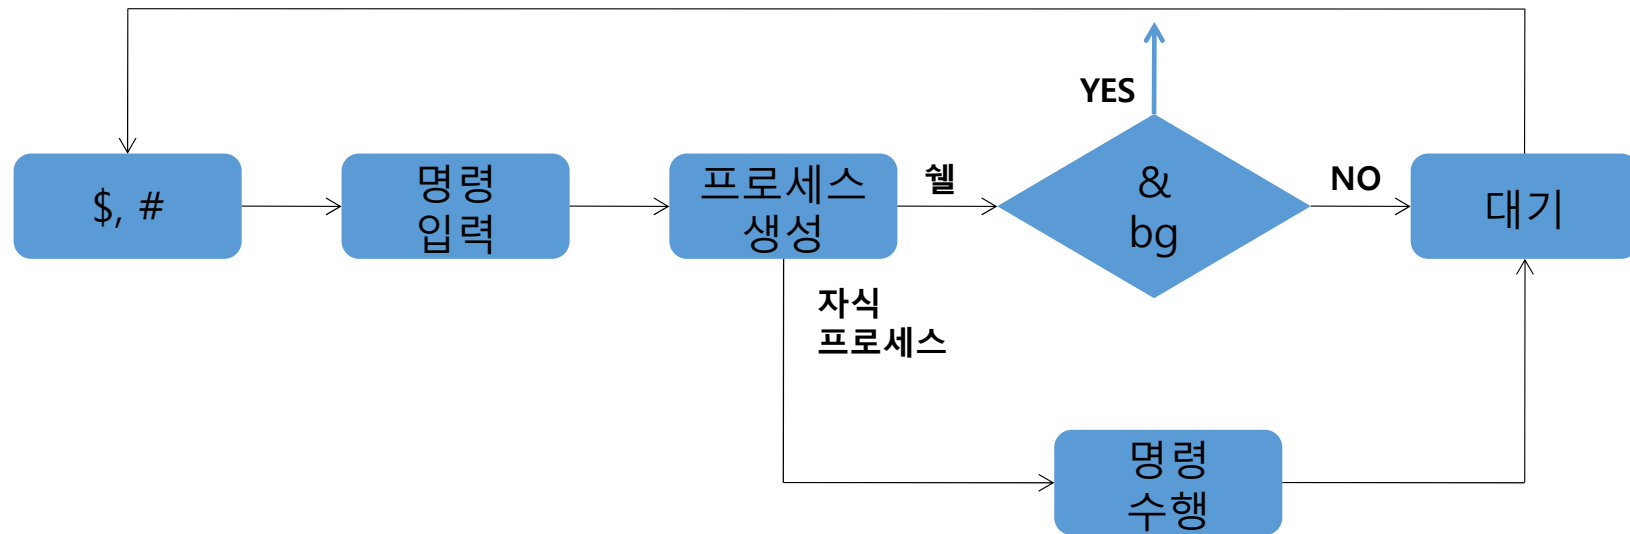 YES
$, #
명령
입력
프로세스
생성
쉘
&
bg
NO
대기
자식
프로세스
명령
수행